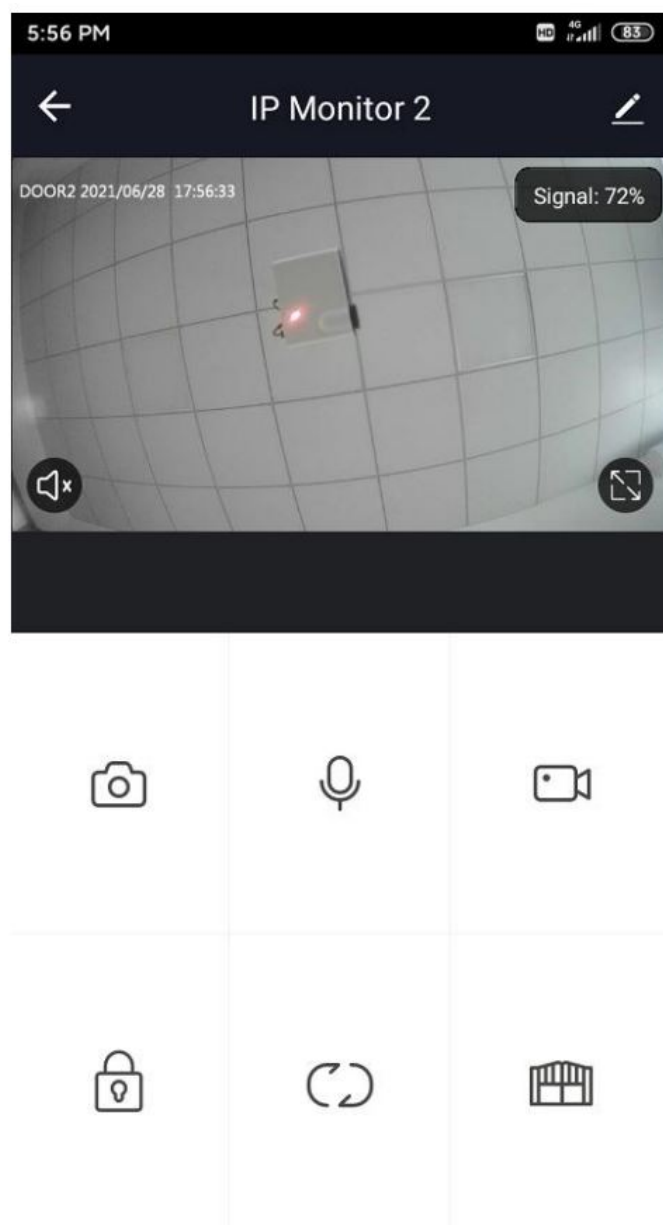 5:56 PM
HD 4G 83
IP Monitor 2
DOOR2 2021/06/28 17:56:33
Signal: 72%